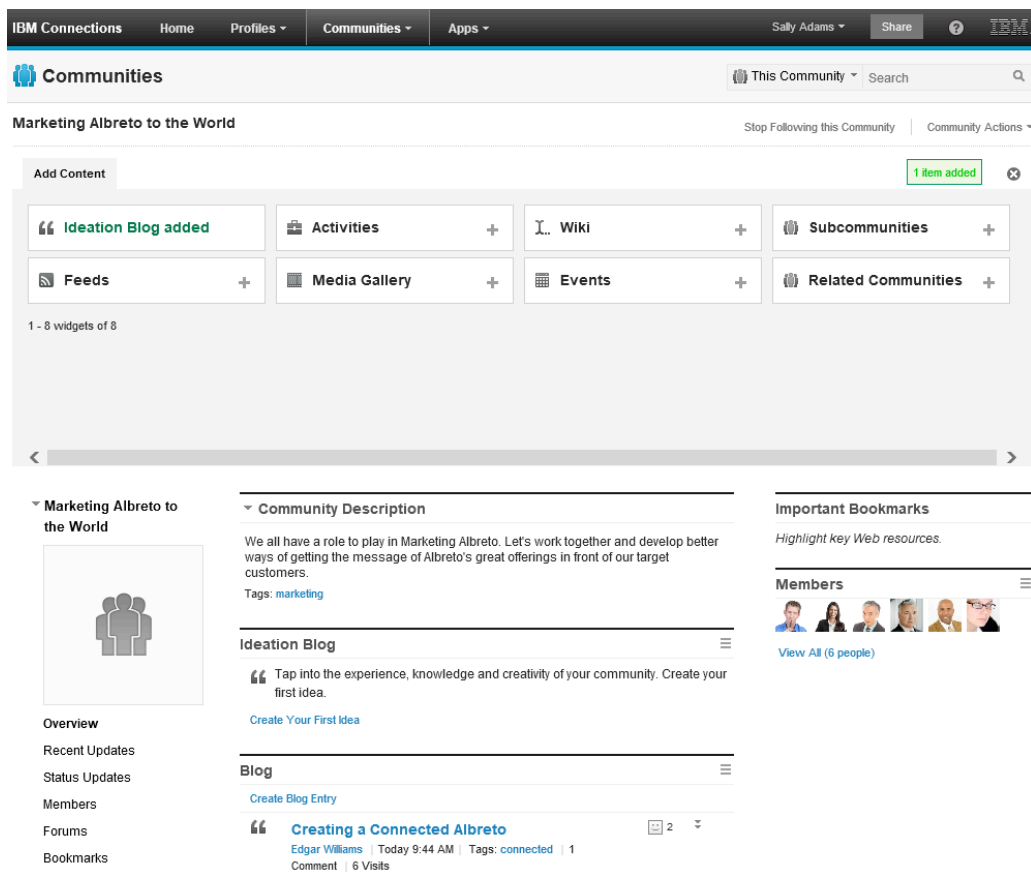 IBM Connections Home Profiles Communities Apps Sally Adams Share ? IBM
Communities This Community Search
Marketing Albreto to the World Stop Following this Community Community Actions
Add Content 1 item added
Ideation Blog added Activities + Wiki + Subcommunities +
Feeds + Media Gallery + Events + Related Communities +
1 - 8 widgets of 8
Marketing Albreto to
the World
Overview
Recent Updates
Status Updates
Members
Forums
Bookmarks
Community Description
We all have a role to play in Marketing Albreto. Let's work together and develop better
ways of getting the message of Albreto's great offerings in front of our target
customers.
Tags: marketing
Ideation Blog
Tap into the experience, knowledge and creativity of your community. Create your
first idea.
Create Your First Idea
Blog
Create Blog Entry
Creating a Connected Albreto 2
Edgar Williams | Today 9:44 AM | Tags: connected | 1
Comment | 6 Visits
Important Bookmarks
Highlight key Web resources.
Members
View All (6 people)